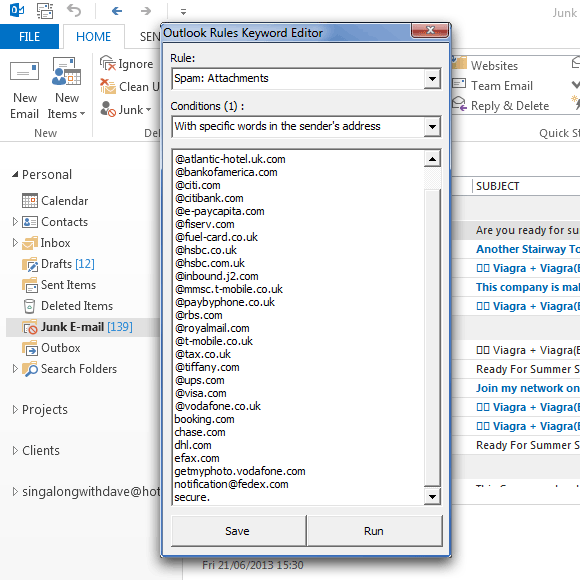 Junk
Outlook Rules Keyword Editor
FILE
HOME
New
Email
New
Items
Ignore
Clean U
Junk
New
Del
Websites
Team Email
Reply & Delete
Quick St
Rule:
Spam: Attachments
Conditions (1) :
With specific words in the sender's address
@atlantic-hotel.uk.com
@bankofamerica.com
@citi.com
@citibank.com
@e-paycapita.com
@fiserv.com
@fuel-card.co.uk
@hsbc.co.uk
@hsbc.com.uk
@inbound.j2.com
@mmsc.t-mobile.co.uk
@paybyphone.co.uk
@rbs.com
@royalmail.com
@t-mobile.co.uk
@tax.co.uk
@tiffany.com
@ups.com
@visa.com
@vodafone.co.uk
booking.com
chase.com
dhl.com
efax.com
getmyphoto.vodafone.com
notification@fedex.com
secure.
Save
Run
Personal
Calendar
Contacts
Inbox
Drafts [12]
Sent Items
Deleted Items
Junk E-mail [139]
Outbox
Search Folders
Projects
Clients
singalongwithdave@hot
SUBJECT
Are you ready for su
Another Stairway To
Viagra + Viagra(B
This company is mak
Viagra + Viagra(B
Viagra + Viagra(B
Ready For Summer S
Join my network on
Viagra + Viagra(B
Viagra + Viagra(B
Ready For Summer S
Fri 21/06/2013 15:30